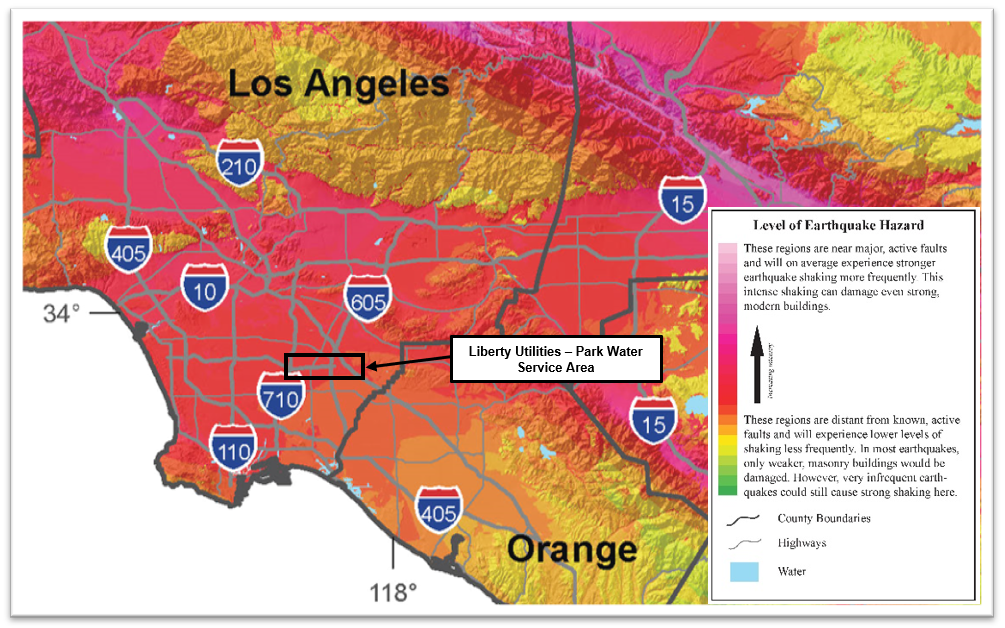 Los Angeles
210
15
405
10
605
34°
Liberty Utilities – Park Water
Service Area
710
15
110
405
Orange
118°
Level of Earthquake Hazard
These regions are near major, active faults
and will on average experience stronger
earthquake shaking more frequently. This
intense shaking can damage even strong,
modern buildings.
These regions are distant from known, active
faults and will experience lower levels of
shaking less frequently. In most earthquakes,
only weaker, masonry buildings would be
damaged. However, very infrequent earth-
quakes could still cause strong shaking here.
County Boundaries
Highways
Water